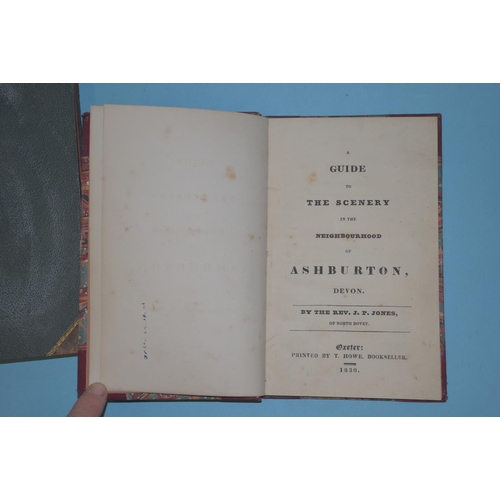 A
GUIDE
TO
THE SCENERY
IN THE
NEIGHBOURHOOD
OF
ASHBURTON,
DEVON.
BY THE REV. J. P. JONES,
OF NORTH BOVEY.
Exeter:
PRINTED BY T. HOWE, BOOKSELLER.
1830.